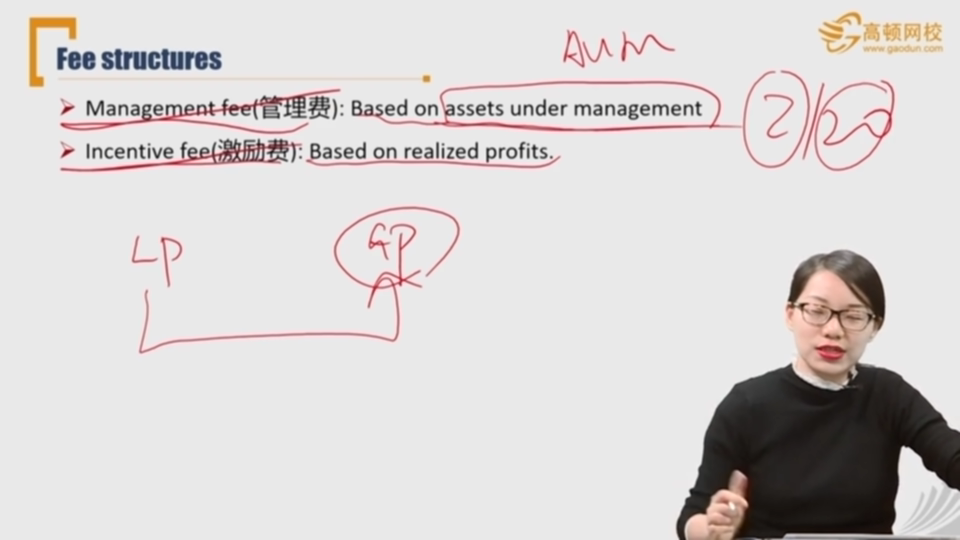 高顿网校
www.gaodun.com
Fee structures
AUM
Management fee(管理费): Based on assets under management
2/20
Incentive fee(激励费): Based on realized profits.
LP GP